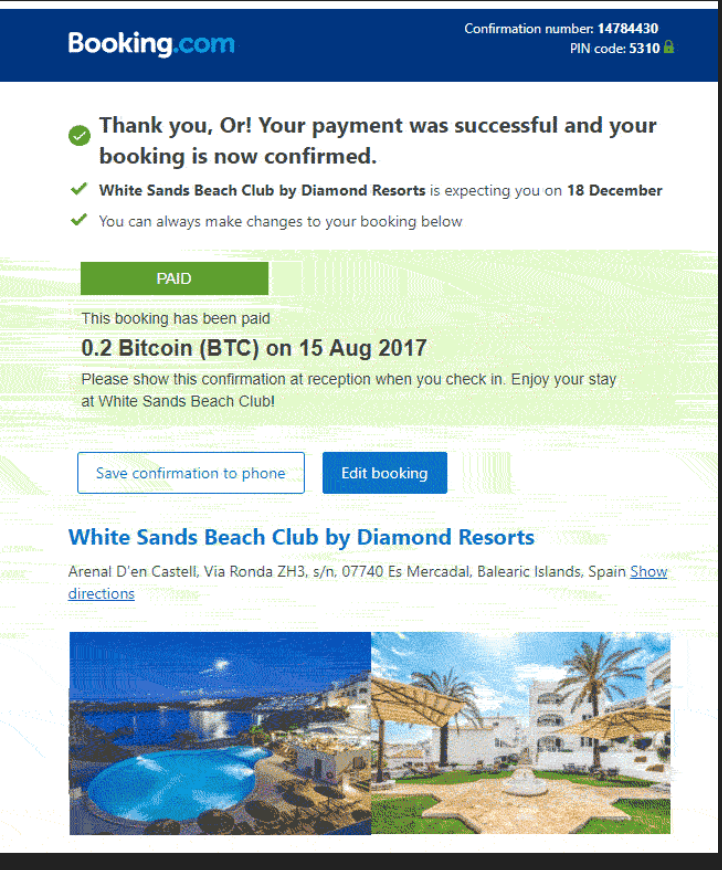 Booking.com
Confirmation number: 14784430
PIN code: 5310
Thank you, Or! Your payment was successful and your
booking is now confirmed.
White Sands Beach Club by Diamond Resorts is expecting you on 18 December
You can always make changes to your booking below
PAID
This booking has been paid
0.2 Bitcoin (BTC) on 15 Aug 2017
Please show this confirmation at reception when you check in. Enjoy your stay
at White Sands Beach Club!
Save confirmation to phone
Edit booking
White Sands Beach Club by Diamond Resorts
Arenal D'en Castell, Via Ronda ZH3, s/n, 07740 Es Mercadal, Balearic Islands, Spain Show
directions